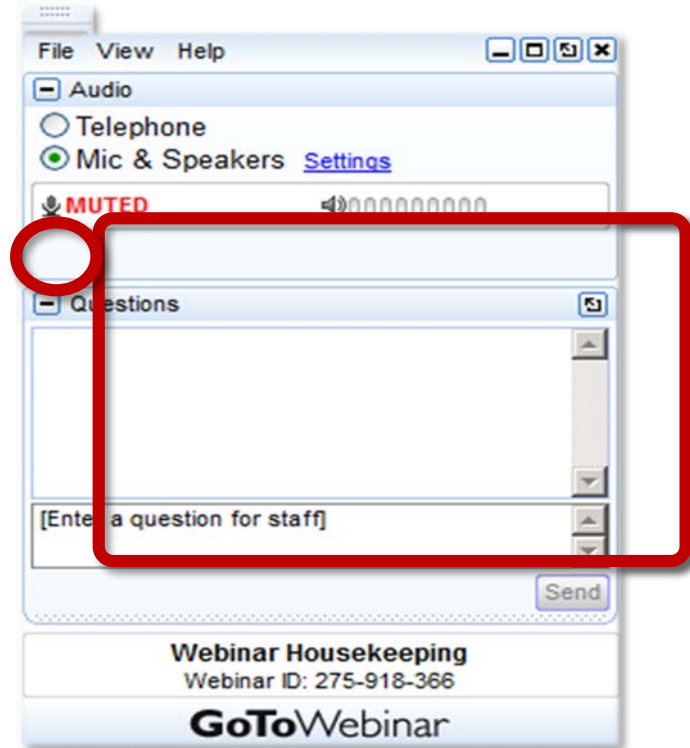 File View Help
Audio
Telephone
Mic & Speakers Settings
MUTED
Questions
[Enter a question for staff]
Send
Webinar Housekeeping
Webinar ID: 275-918-366
GoToWebinar